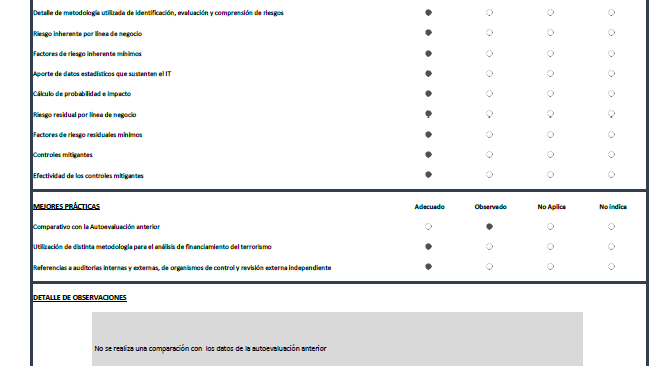 Detalle de metodología utilizada de identificación, evaluación y comprensión de riesgos
Riesgo inherente por línea de negocio
Factores de riesgo inherente mínimos
Aporte de datos estadísticos que sustenten el IT
Cálculo de probabilidad e impacto
Riesgo residual por línea de negocio
Factores de riesgo residuales mínimos
Controles mitigantes
Efectividad de los controles mitigantes
MEJORES PRÁCTICAS Adecuado Observado No Aplica No Indica
Comparativo con la Autoevaluación anterior
Utilización de distinta metodología para el análisis de financiamiento del terrorismo
Referencias a auditorias internas y externas, de organismos de control y revisión externa independiente
DETALLE DE OBSERVACIONES
No se realiza una comparación con los datos de la autoevaluación anterior